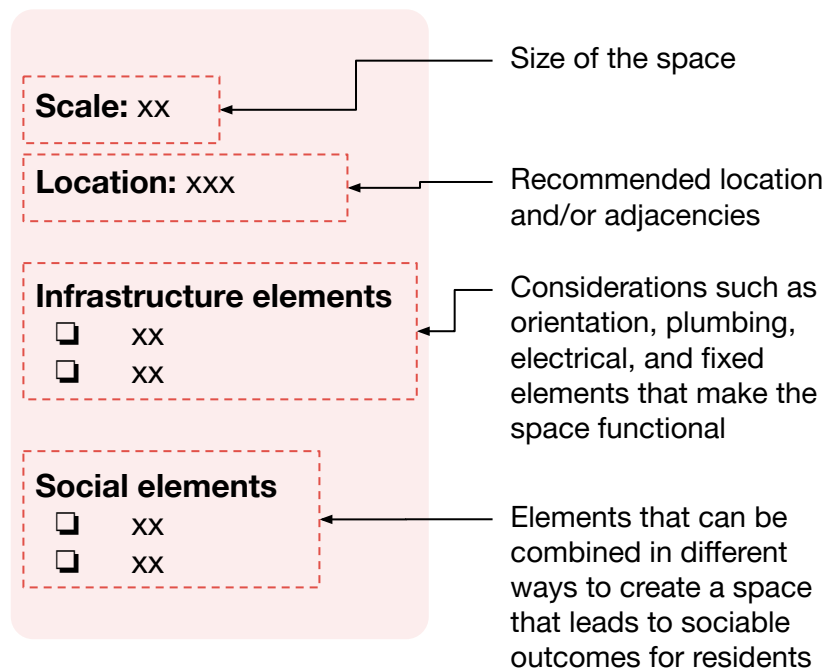 Size of the space
Scale: xx
Location: xxx
Recommended location
and/or adjacencies
Infrastructure elements
❏ xx
❏ xx
Considerations such as
orientation, plumbing,
electrical, and fixed
elements that make the
space functional
Social elements
❏ xx
❏ xx
Elements that can be
combined in different
ways to create a space
that leads to sociable
outcomes for residents